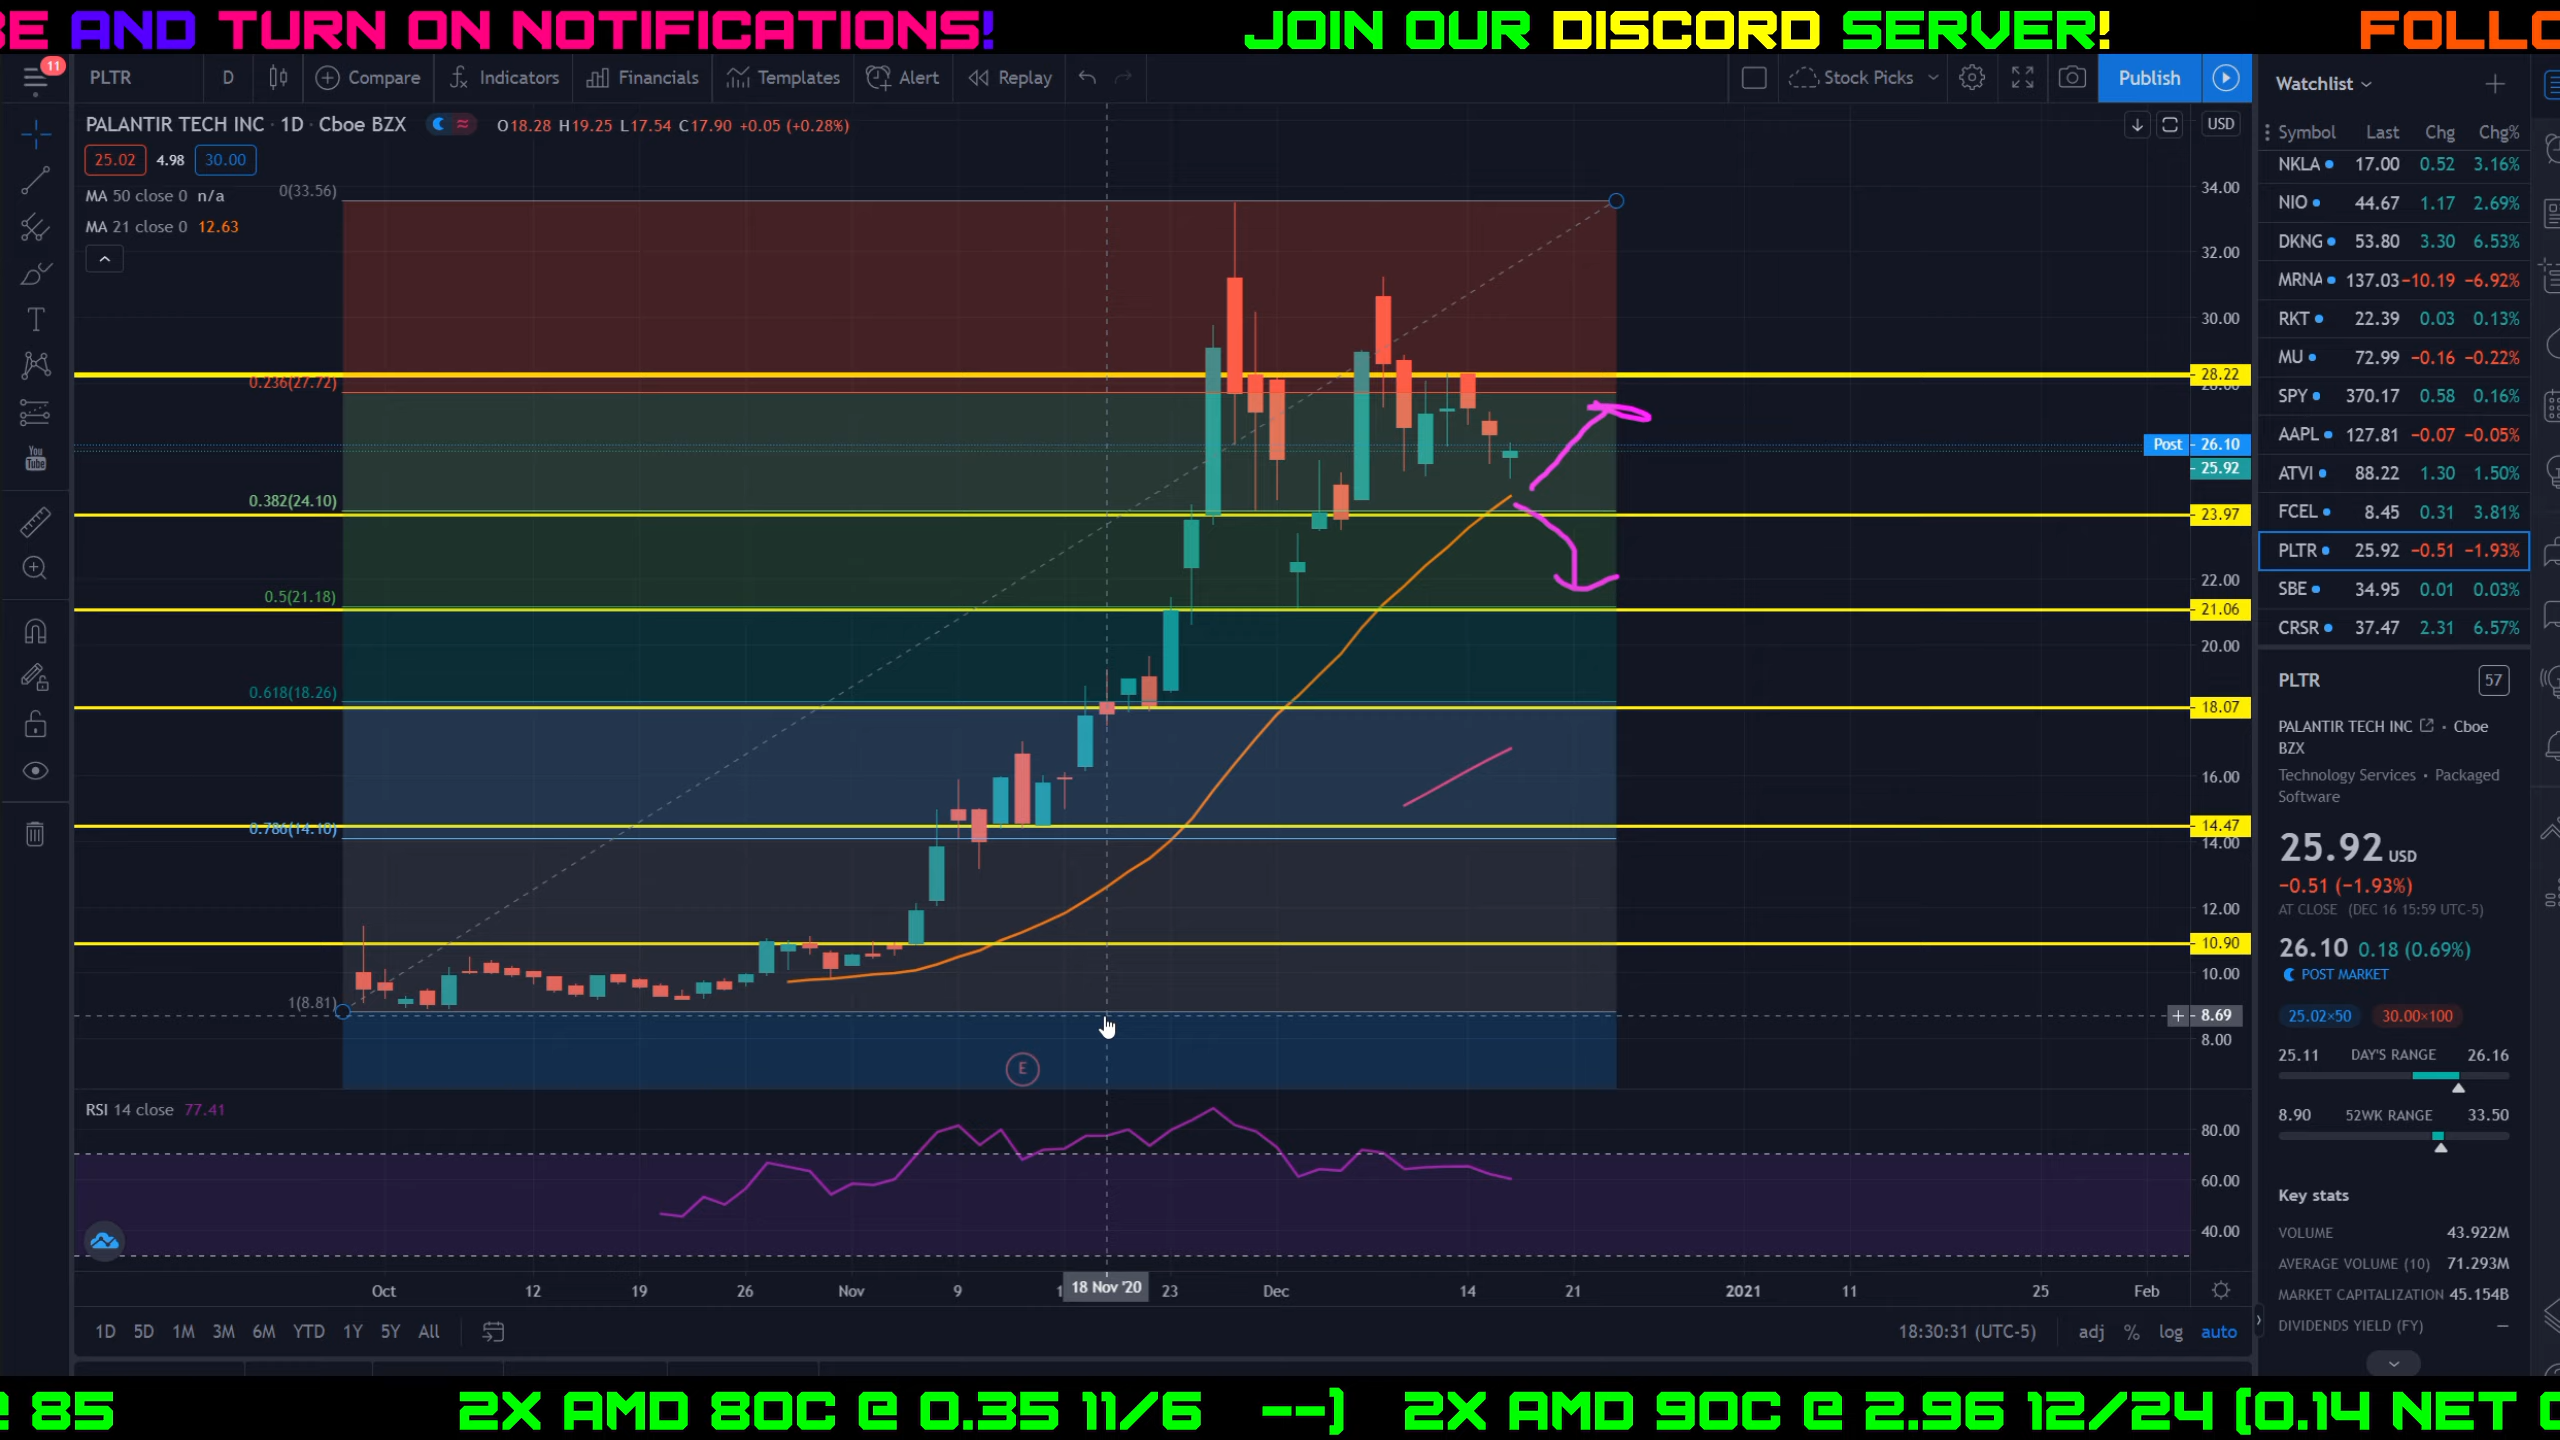 BE AND TURN ON NOTIFICATIONS! JOIN OUR DISCORD SERVER! FOLLO
11 PLTR D Compare Indicators Financials Templates Alert Replay Stock Picks Publish
PALANTIR TECH INC · 1D · Cboe BZX O18.28 H19.25 L17.54 C17.90 +0.05 (+0.28%) USD
25.02 4.98 30.00
MA 50 close 0 n/a
MA 21 close 0 12.63
0(33.56)
0.236(27.72)
0.382(24.10)
0.5(21.18)
0.618(18.26)
0.786(14.10)
1(8.81)
E
34.00
32.00
30.00
28.22
28.00
Post 26.10
25.92
23.97
22.00
21.06
20.00
18.07
16.00
14.47
14.00
12.00
10.90
10.00
8.69
8.00
RSI 14 close 77.41
80.00
60.00
40.00
Oct 12 19 26 Nov 9 1 18 Nov '20 23 Dec 14 21 2021 11 25 Feb
1D 5D 1M 3M 6M YTD 1Y 5Y All 18:30:31 (UTC-5) adj % log auto
You
Tube
Watchlist
Symbol Last Chg Chg%
NKLA 17.00 0.52 3.16%
NIO 44.67 1.17 2.69%
DKNG 53.80 3.30 6.53%
MRNA 137.03 −10.19 −6.92%
RKT 22.39 0.03 0.13%
MU 72.99 −0.16 −0.22%
SPY 370.17 0.58 0.16%
AAPL 127.81 −0.07 −0.05%
ATVI 88.22 1.30 1.50%
FCEL 8.45 0.31 3.81%
PLTR 25.92 −0.51 −1.93%
SBE 34.95 0.01 0.03%
CRSR 37.47 2.31 6.57%
PLTR 57
PALANTIR TECH INC · Cboe
BZX
Technology Services · Packaged
Software
25.92 USD
−0.51 (−1.93%)
AT CLOSE (DEC 16 15:59 UTC-5)
26.10 0.18 (0.69%)
POST MARKET
25.02×50 30.00×100
25.11 DAY'S RANGE 26.16
8.90 52WK RANGE 33.50
Key stats
VOLUME 43.922M
AVERAGE VOLUME (10) 71.293M
MARKET CAPITALIZATION 45.154B
DIVIDENDS YIELD (FY) —
@ 85 2X AMD 80C @ 0.35 11/6 --) 2X AMD 90C @ 2.96 12/24 (0.14 NET